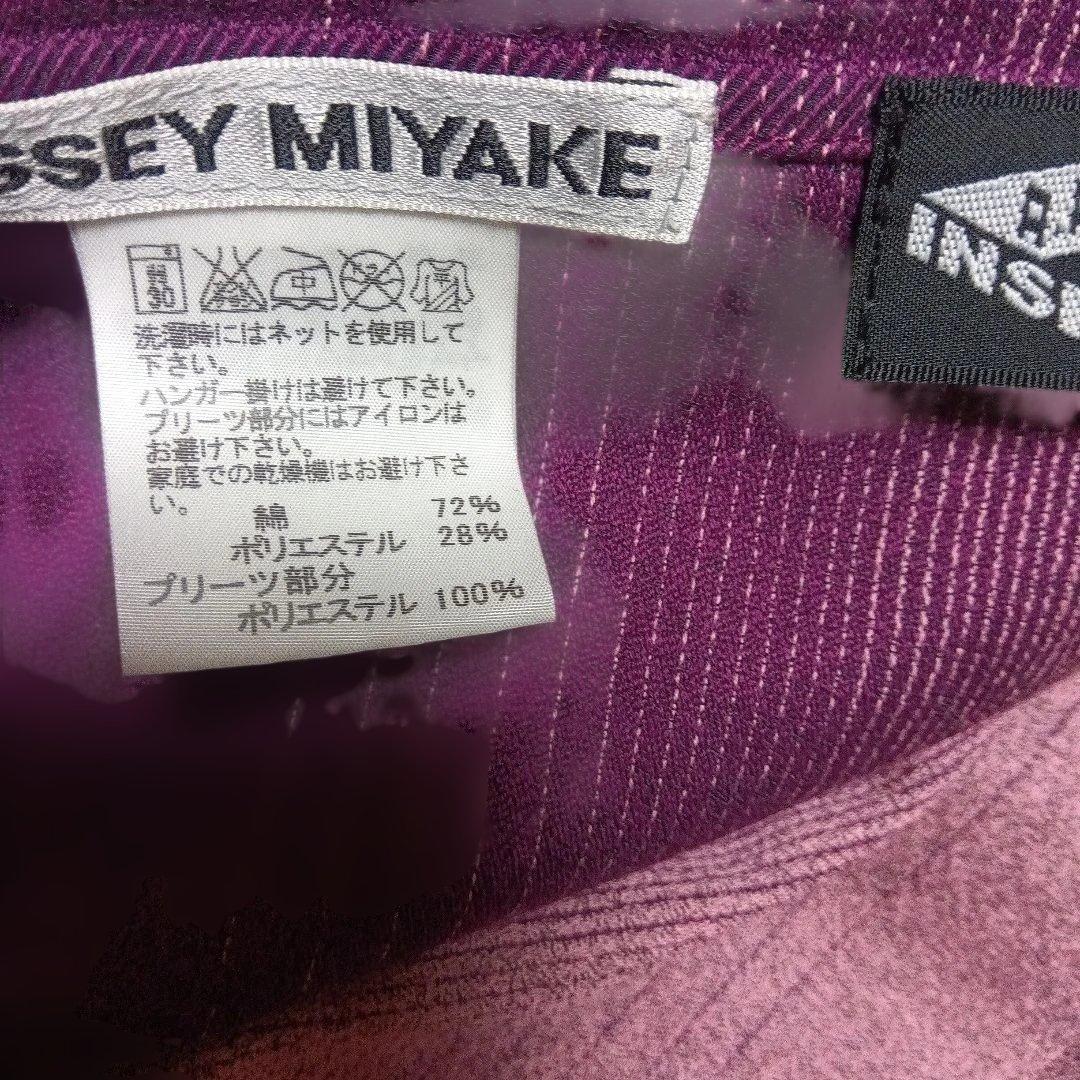 ISSEY MIYAKE
INSE
30
中
洗濯時にはネットを使用して
下さい。
ハンガー掛けは避けて下さい。
プリーツ部分にはアイロンは
お避け下さい。
家庭での乾燥機はお避け下さ
い。
綿 72%
ポリエステル 28%
プリーツ部分
ポリエステル 100%